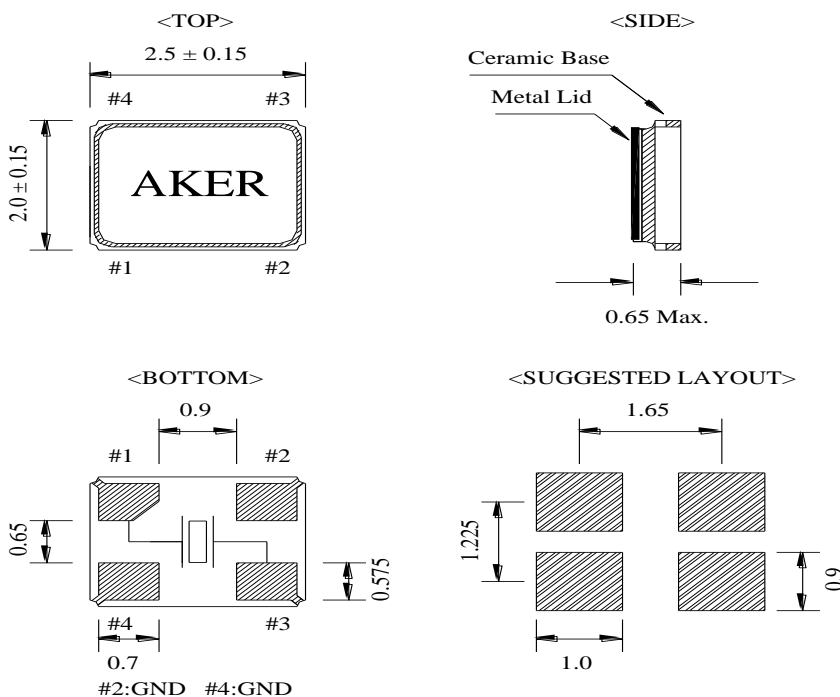 <TOP>
2.5 ± 0.15
#4 #3
2.0 ± 0.15
AKER
#1 #2
<SIDE>
Ceramic Base
Metal Lid
0.65 Max.
<BOTTOM>
0.9
#1 #2
0.65
0.575
#4 #3
0.7
#2:GND #4:GND
<SUGGESTED LAYOUT>
1.65
1.225
0.9
1.0